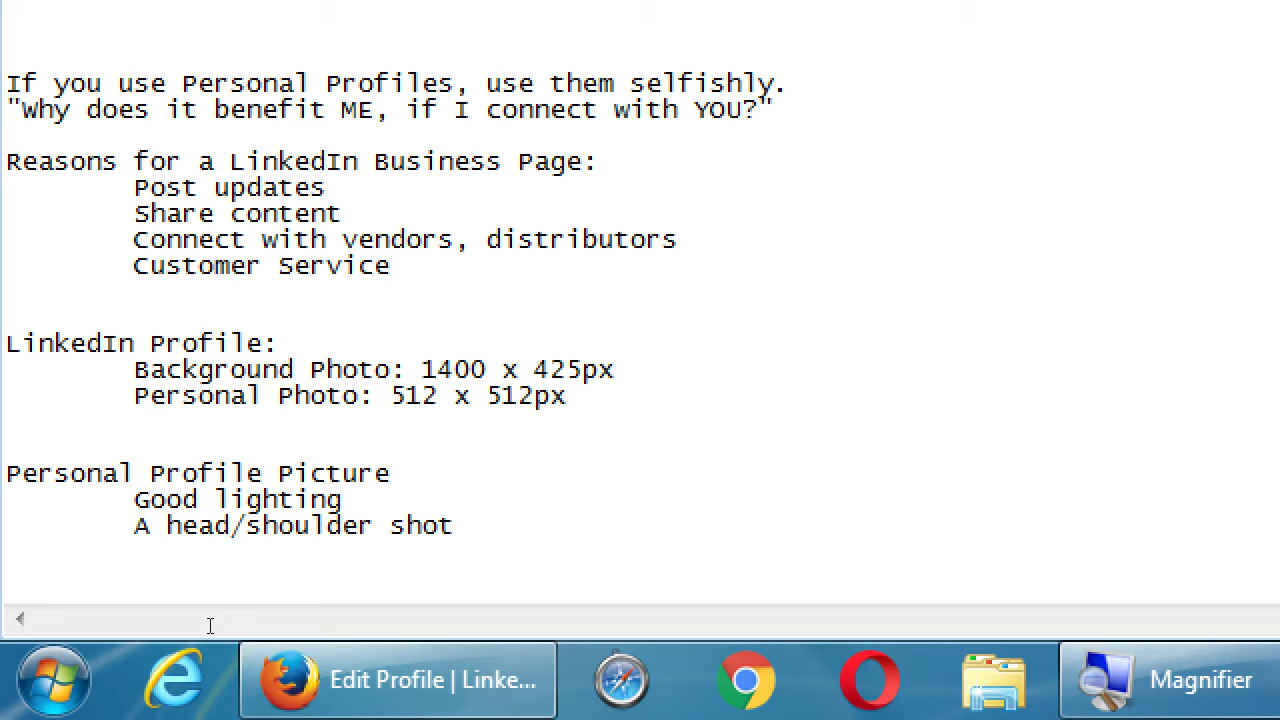 If you use Personal Profiles, use them selfishly.
"Why does it benefit ME, if I connect with YOU?"
Reasons for a LinkedIn Business Page:
Post updates
Share content
Connect with vendors, distributors
Customer Service
LinkedIn Profile:
Background Photo: 1400 x 425px
Personal Photo: 512 x 512px
Personal Profile Picture
Good lighting
A head/shoulder shot
Edit Profile | Linke...
Magnifier